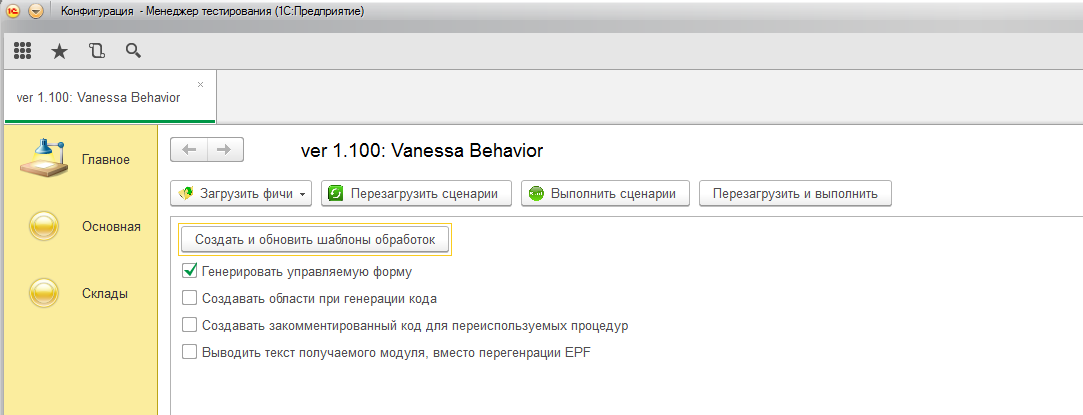 Конфигурация - Менеджер тестирования (1С:Предприятие)
ver 1.100: Vanessa Behavior
Главное
Основная
Склады
ver 1.100: Vanessa Behavior
Загрузить фичи Перезагрузить сценарии Выполнить сценарии Перезагрузить и выполнить
Создать и обновить шаблоны обработок
Генерировать управляемую форму
Создавать области при генерации кода
Создавать закомментированный код для переиспользуемых процедур
Выводить текст получаемого модуля, вместо перегенрации EPF